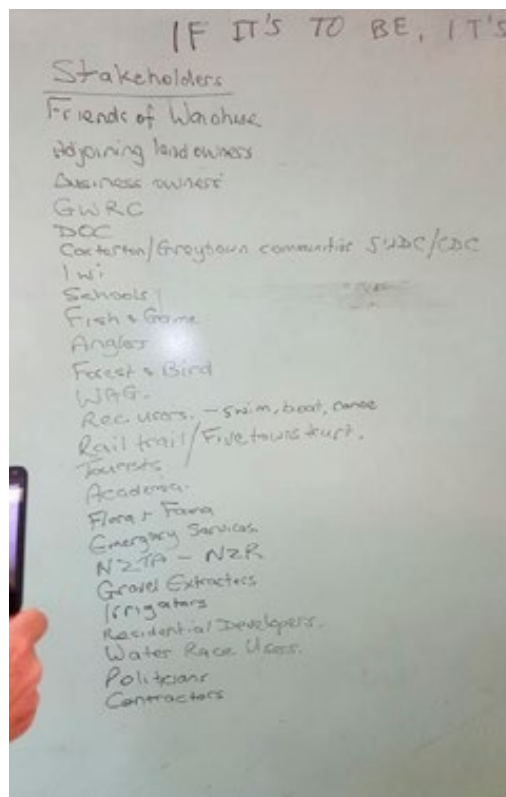 IF IT'S TO BE, IT'S
Stakeholders
Friends of
Adjoining land owners
Business owners
GWRC
DOC
Carterton/Greytown communities SWDC/CDC
Iwi
Schools
Fish & Game
Angler
Forest & Bird
WAG.
Rec. users. - swim, boat, canoe
Rail trail/Five towns trust.
Tourists
Academia.
Flora + Fauna
Emergency Services.
NZTA - NZR
Gravel Extractors
Irrigators
Residential Developers.
Water Race Users.
Politicians
Contractors